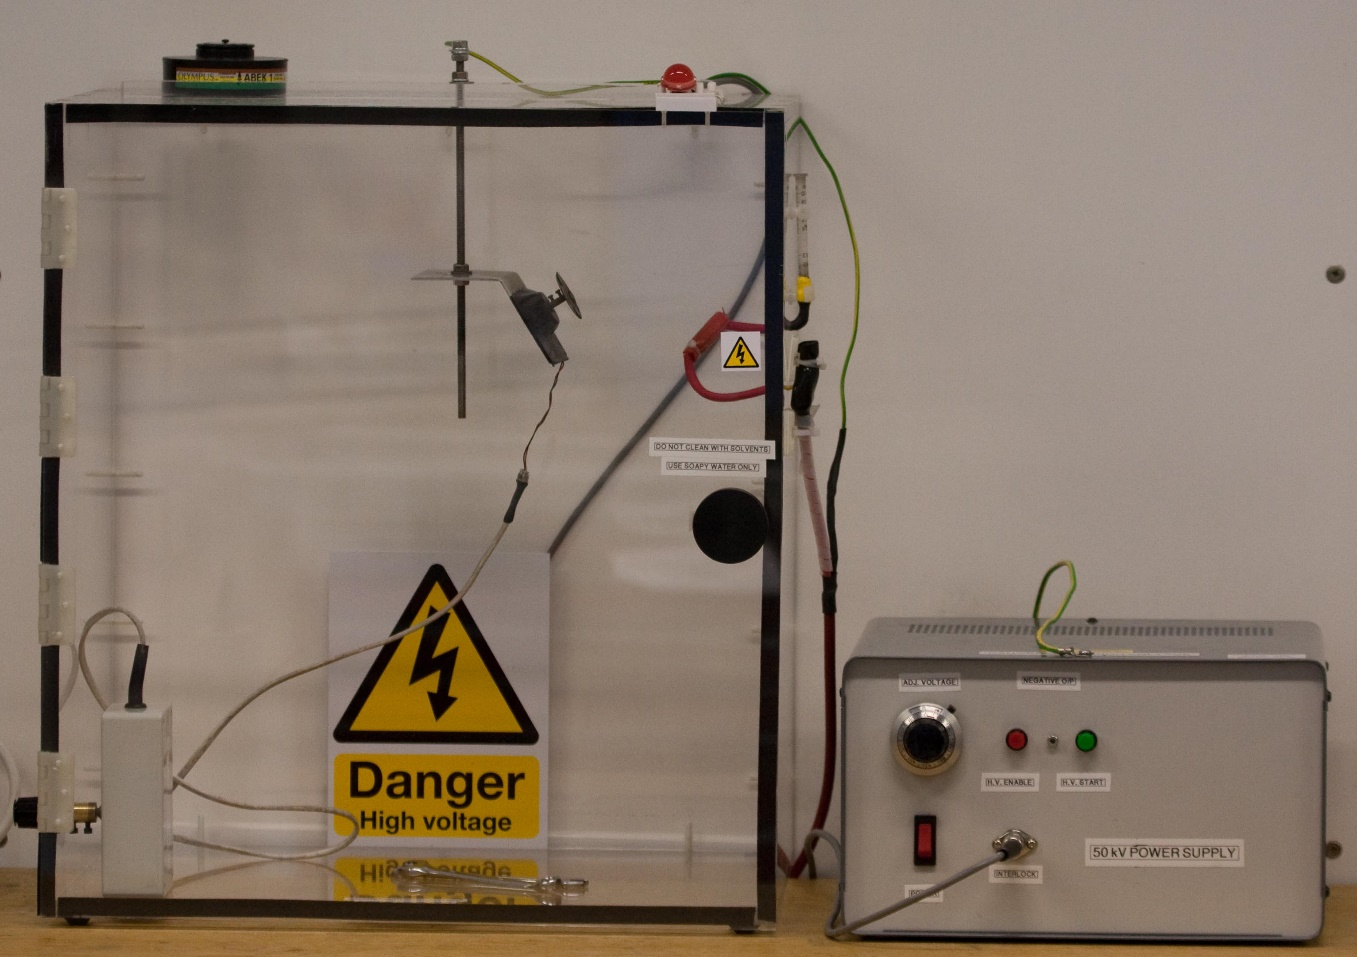 OLYMPUS ABEK 1
DO NOT CLEAN WITH SOLVENTS
USE SOAPY WATER ONLY
Danger
High voltage
ADJ. VOLTAGE
NEGATIVE O/P
H.V. ENABLE
H.V. START
50 kV POWER SUPPLY
INTERLOCK